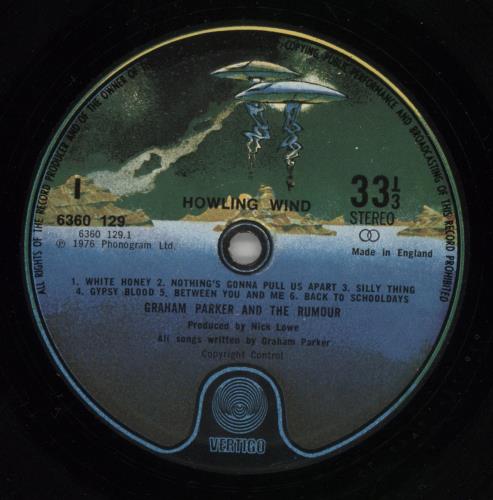 ALL RIGHTS OF THE RECORD PRODUCER AND OF THE OWNER OF
COPYING, PUBLIC PERFORMANCE AND BROADCASTING OF THIS RECORD PROHIBITED
HOWLING WIND
I
6360 129
6360 129.1
℗ 1976 Phonogram Ltd.
33 1/3
STEREO
Made in England
1. WHITE HONEY 2. NOTHING'S GONNA PULL US APART 3. SILLY THING
4. GYPSY BLOOD 5. BETWEEN YOU AND ME 6. BACK TO SCHOOLDAYS
GRAHAM PARKER AND THE RUMOUR
Produced by Nick Lowe
All songs written by Graham Parker
Copyright Control
VERTIGO